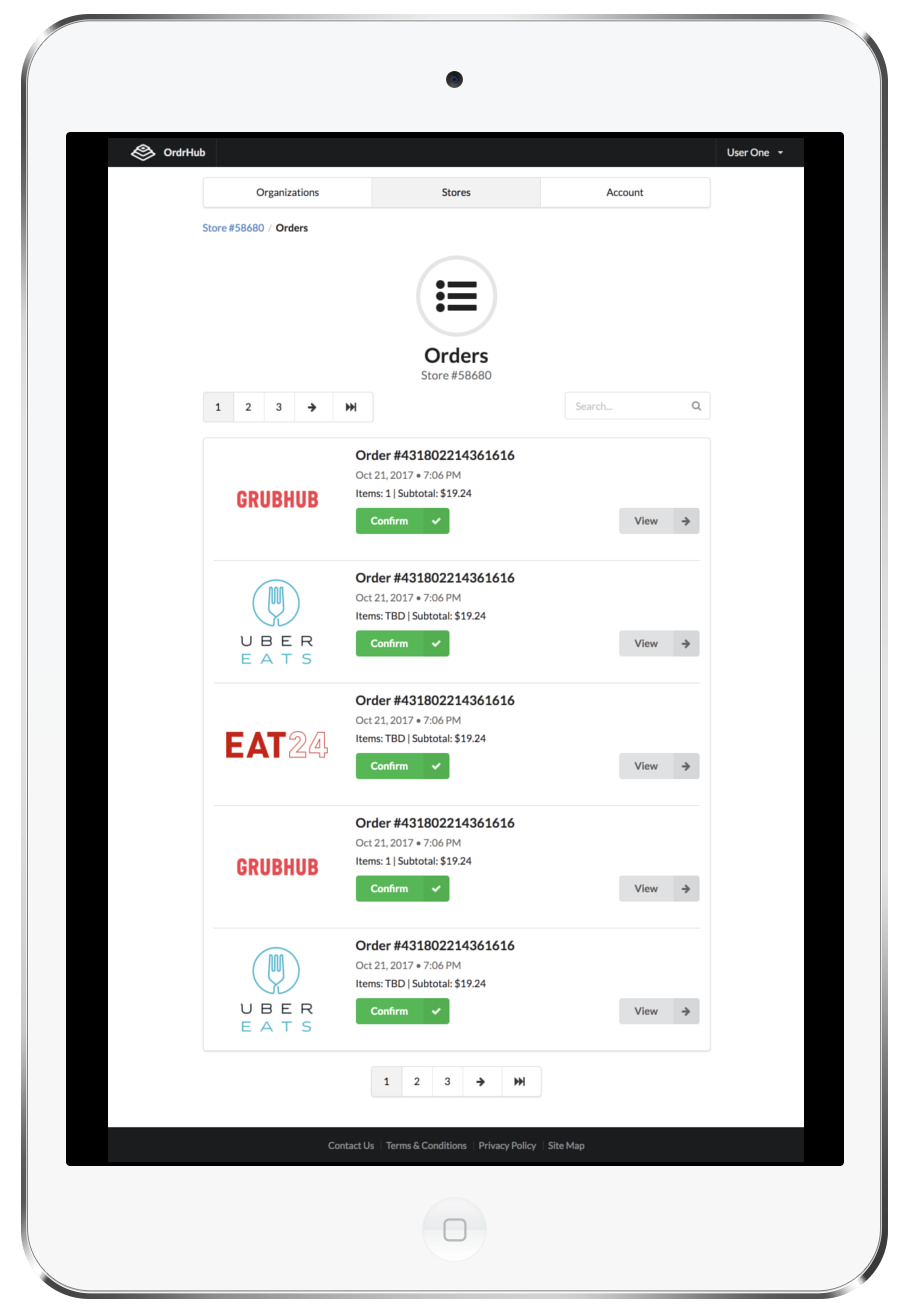 OrdrHub User One
Organizations Stores Account
Store #58680 / Orders
Orders
Store #58680
1 2 3 Search...
GRUBHUB
Order #431802214361616
Oct 21, 2017 • 7:06 PM
Items: 1 | Subtotal: $19.24
Confirm View
UBER
EATS
Order #431802214361616
Oct 21, 2017 • 7:06 PM
Items: TBD | Subtotal: $19.24
Confirm View
EAT24
Order #431802214361616
Oct 21, 2017 • 7:06 PM
Items: TBD | Subtotal: $19.24
Confirm View
GRUBHUB
Order #431802214361616
Oct 21, 2017 • 7:06 PM
Items: 1 | Subtotal: $19.24
Confirm View
UBER
EATS
Order #431802214361616
Oct 21, 2017 • 7:06 PM
Items: TBD | Subtotal: $19.24
Confirm View
1 2 3
Contact Us | Terms & Conditions | Privacy Policy | Site Map